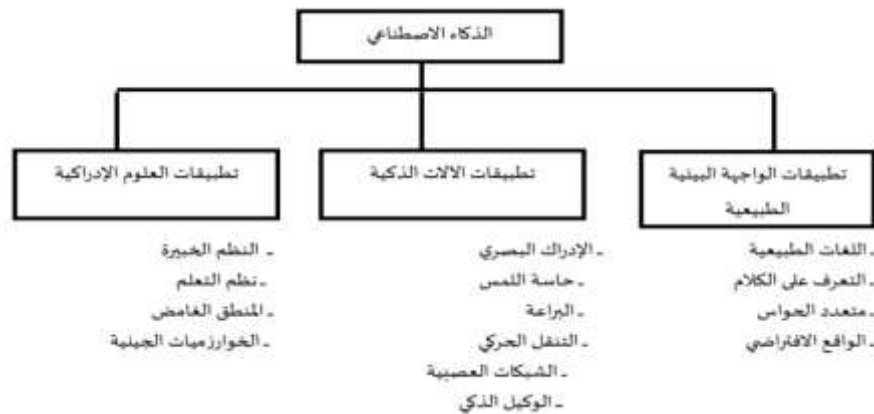 الذكاء الاصطناعي
تطبيقات الواجهة البينية
الطبيعية
ـ اللغات الطبيعية
ـ التعرف على الكلام
ـ متعدد الحواس
ـ الواقع الافتراضي
تطبيقات الآلات الذكية
ـ الإدراك البصري
ـ حاسة اللمس
ـ البراعة
ـ التنقل الحركي
ـ الشبكات العصبية
ـ الوكيل الذكي
تطبيقات العلوم الإدراكية
ـ النظم الخبيرة
ـ نظم التعلم
ـ المنطق الغامض
ـ الخوارزميات الجينية